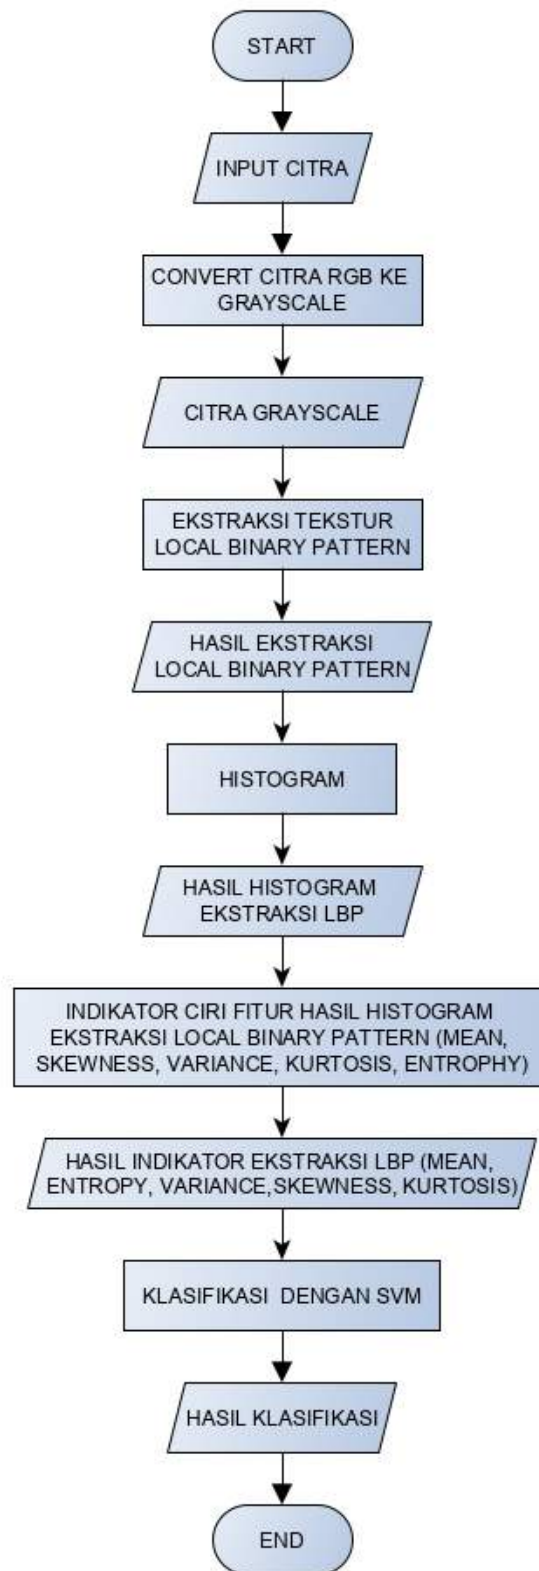 START
INPUT CITRA
CONVERT CITRA RGB KE
GRAYSCALE
CITRA GRAYSCALE
EKSTRAKSI TEKSTUR
LOCAL BINARY PATTERN
HASIL EKSTRAKSI
LOCAL BINARY PATTERN
HISTOGRAM
HASIL HISTOGRAM
EKSTRAKSI LBP
INDIKATOR CIRI FITUR HASIL HISTOGRAM
EKSTRAKSI LOCAL BINARY PATTERN (MEAN,
SKEWNESS, VARIANCE, KURTOSIS, ENTROPHY)
HASIL INDIKATOR EKSTRAKSI LBP (MEAN,
ENTROPY, VARIANCE,SKEWNESS, KURTOSIS)
KLASIFIKASI DENGAN SVM
HASIL KLASIFIKASI
END